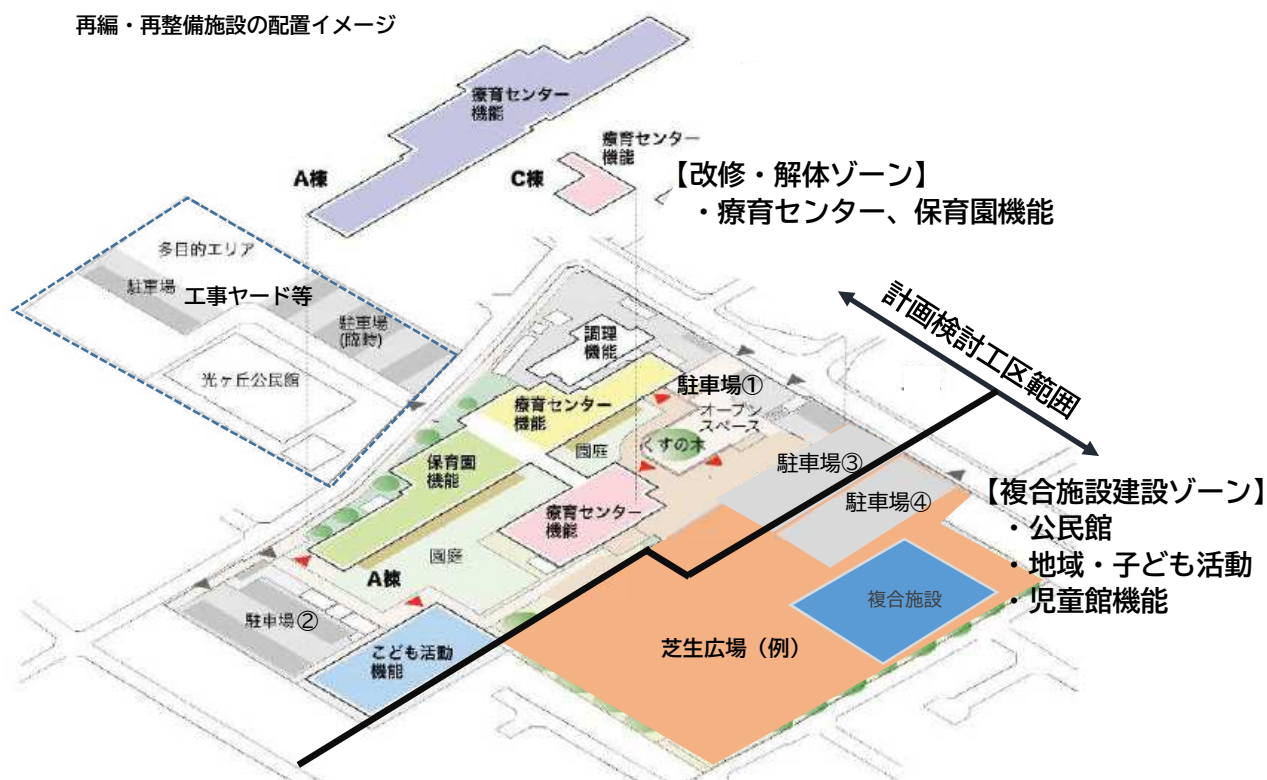 再編・再整備施設の配置イメージ
療育センター
機能
A棟
療育センター
機能
C棟
【改修・解体ゾーン】
・療育センター、保育園機能
多目的エリア
駐車場
工事ヤード等
駐車場
(臨時)
光ヶ丘公民館
計画検討工区範囲
調理
機能
駐車場①
オープン
スペース
療育センター
機能
園庭
くすの木
保育園
機能
駐車場③
駐車場④
療育センター
機能
園庭
A棟
【複合施設建設ゾーン】
・公民館
・地域・子ども活動
・児童館機能
複合施設
駐車場②
こども活動
機能
芝生広場（例）